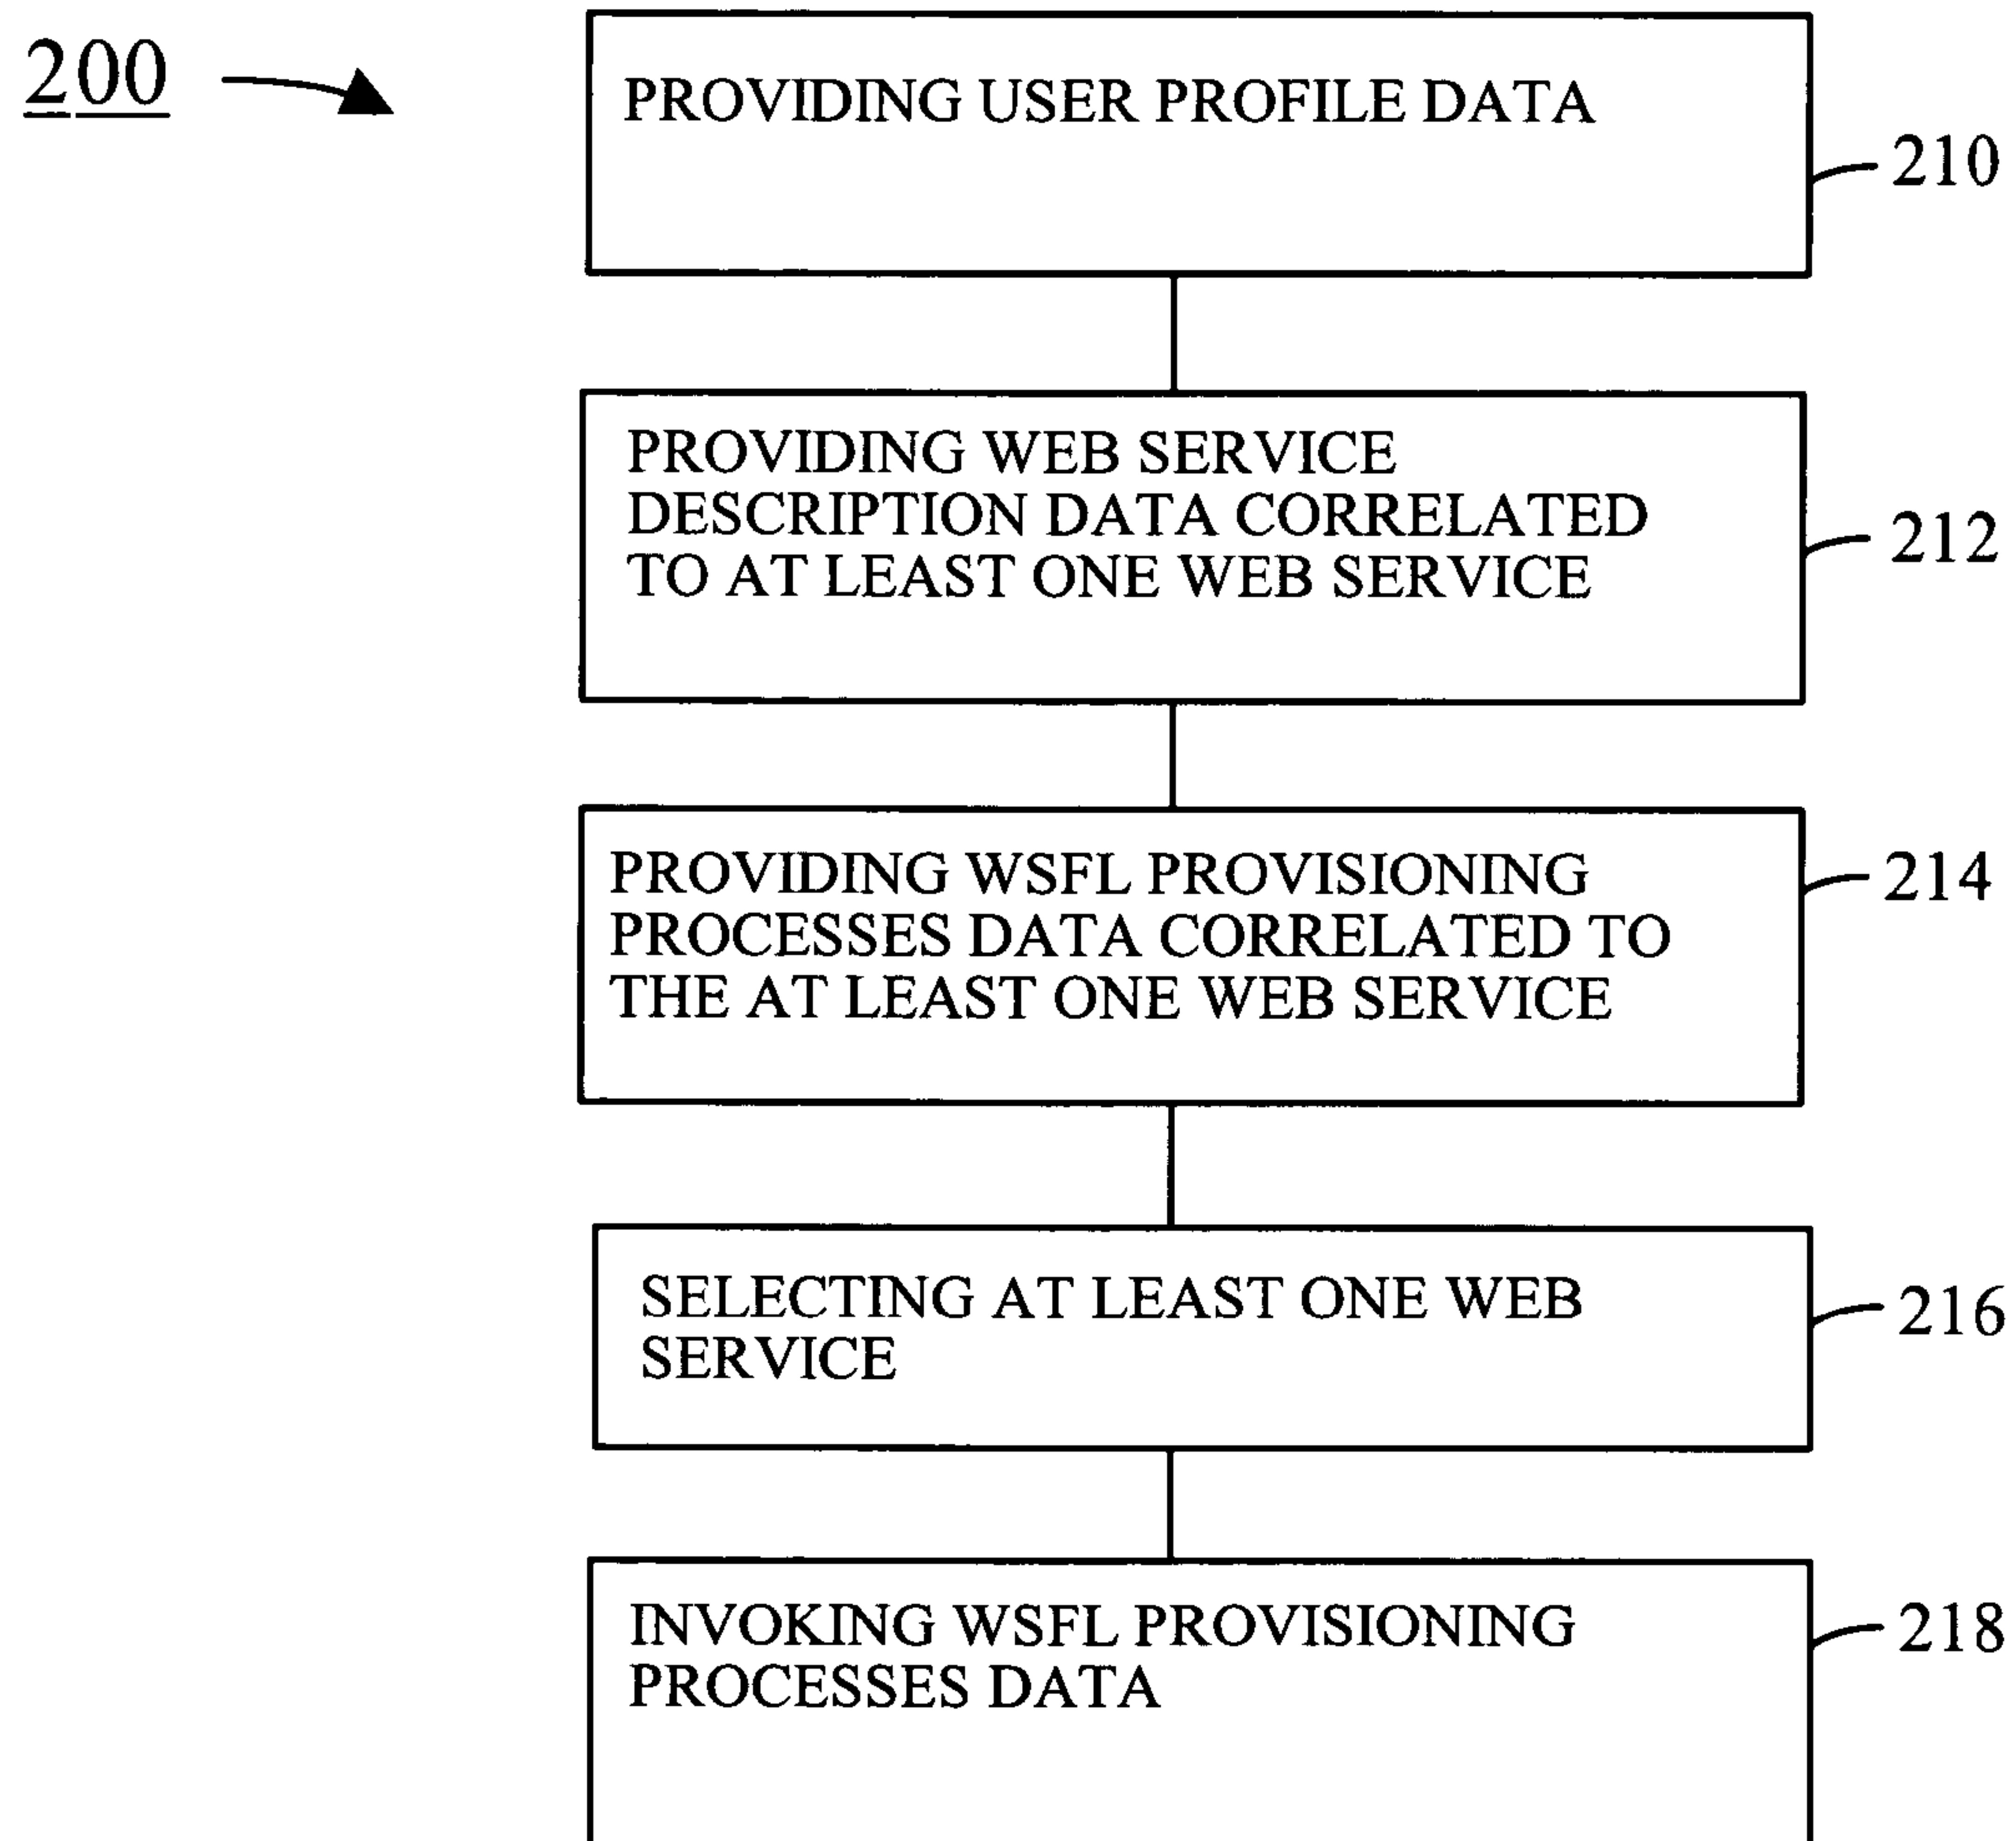 200
PROVIDING USER PROFILE DATA
210
PROVIDING WEB SERVICE
DESCRIPTION DATA CORRELATED
TO AT LEAST ONE WEB SERVICE
212
PROVIDING WSFL PROVISIONING
PROCESSES DATA CORRELATED TO
THE AT LEAST ONE WEB SERVICE
214
SELECTING AT LEAST ONE WEB
SERVICE
216
INVOKING WSFL PROVISIONING
PROCESSES DATA
218